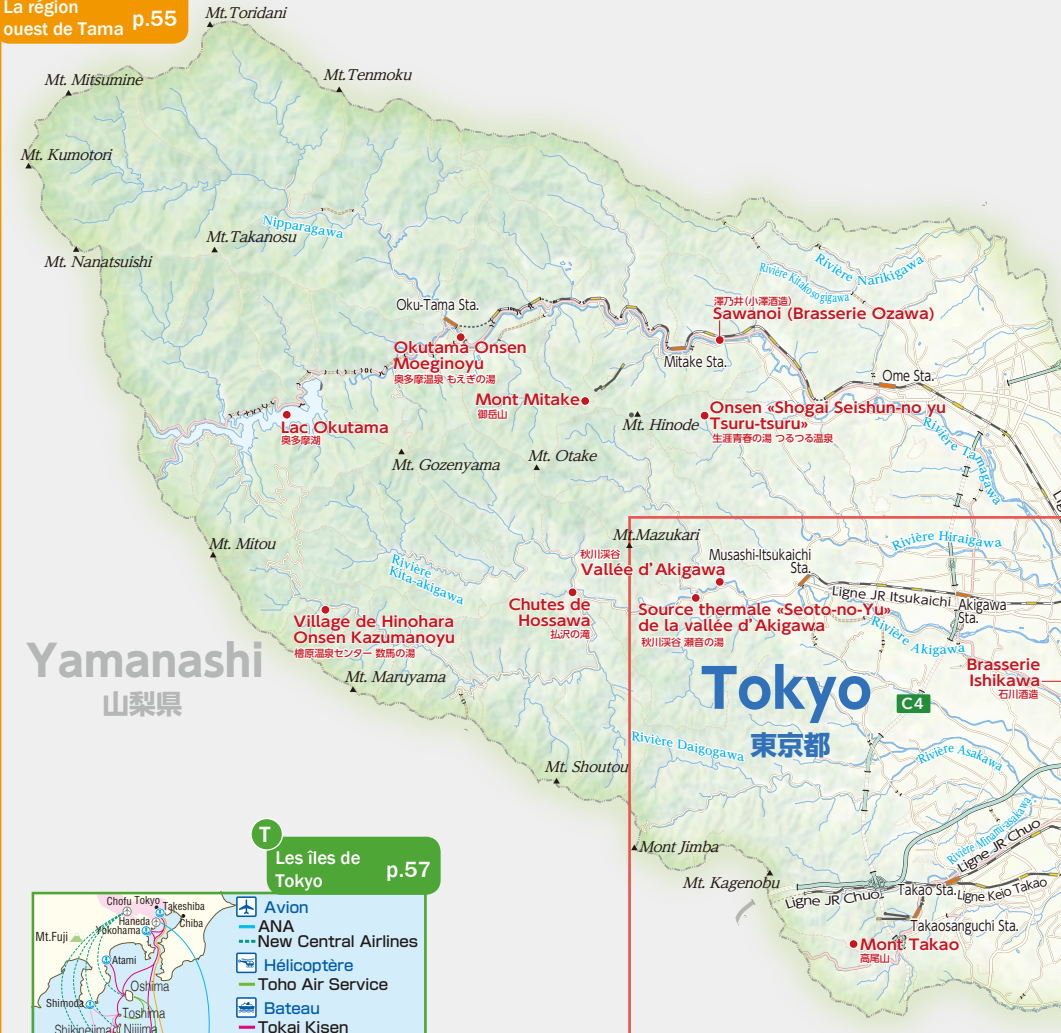 La région
ouest de Tama p.55
Mt.Toridani
Mt. Mitsumine
Mt.Tenmoku
Mt. Kumotori
Nipparagawa
Mt.Takanosu
Mt. Nanatsuishi
Rivière Narikigawa
Rivière Kitakosogigawa
Oku-Tama Sta.
澤乃井(小澤酒造)
Sawanoi (Brasserie Ozawa)
Okutama Onsen
Moeginoyu
奥多摩温泉 もえぎの湯
Mitake Sta.
Ome Sta.
Mont Mitake
御岳山
Mt. Hinode
Onsen «Shogai Seishun-no yu
Tsuru-tsuru»
生涯青春の湯 つるつる温泉
Lac Okutama
奥多摩湖
Rivière Tamagawa
Mt. Gozenyama
Mt. Otake
Mt. Mitou
Mt.Mazukari
Rivière Hiraigawa
秋川渓谷
Vallée d'Akigawa
Musashi-Itsukaichi
Sta.
Rivière
Kita-akigawa
Ligne JR Itsukaichi
Akigawa
Sta.
Chutes de
Hossawa
払沢の滝
Source thermale «Seoto-no-Yu»
de la vallée d'Akigawa
秋川渓谷 瀬音の湯
Village de Hinohara
Onsen Kazumanoyu
檜原温泉センター 数馬の湯
Rivière Akigawa
Yamanashi
山梨県
Brasserie
Ishikawa
石川酒造
Mt. Maruyama
Tokyo
東京都
C4
Rivière Daigogawa
Rivière Asakawa
Mt. Shoutou
Rivière Minami-asakawa
Ligne JR Chuo
Mont Jimba
Mt. Kagenobu
Ligne JR Chuo
Takao Sta.
Ligne Keio Takao
Takaosanguchi Sta.
Mont Takao
高尾山
T
Les îles de
Tokyo p.57
Chofu
Tokyo
Takeshiba
Haneda
Chiba
Yokohama
Mt.Fuji
Atami
Oshima
Shimoda
Toshima
Shikinejima
Niijima
Avion
ANA
New Central Airlines
Hélicoptère
Toho Air Service
Bateau
Tokai Kisen